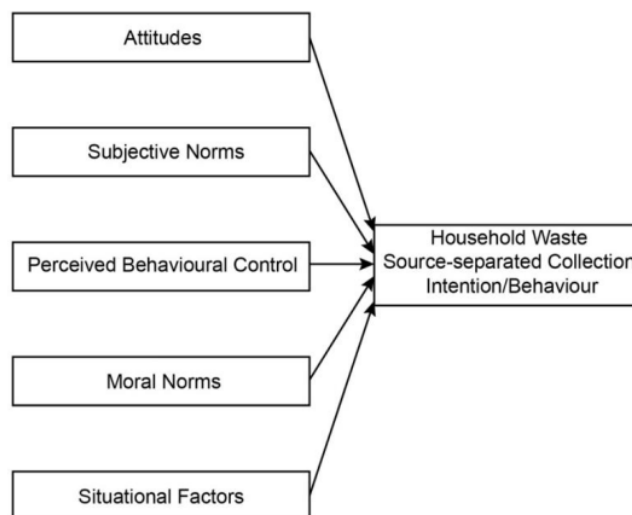 Attitudes
Subjective Norms
Perceived Behavioural Control
Moral Norms
Situational Factors
Household Waste
Source-separated Collection
Intention/Behaviour